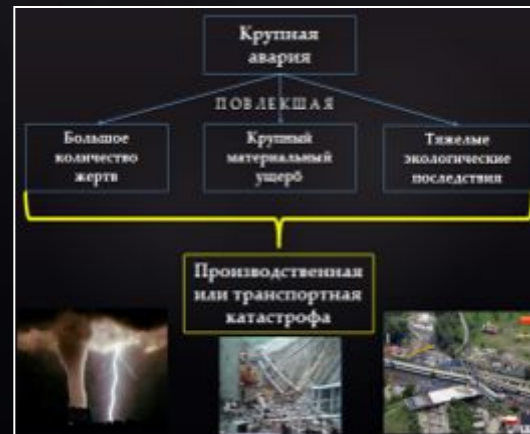 Крупная
авария
ПОВЛЕКШАЯ
Большое
количество
жертв
Крупный
материальный
ущерб
Тяжелые
экологические
последствия
Производственная
или транспортная
катастрофа